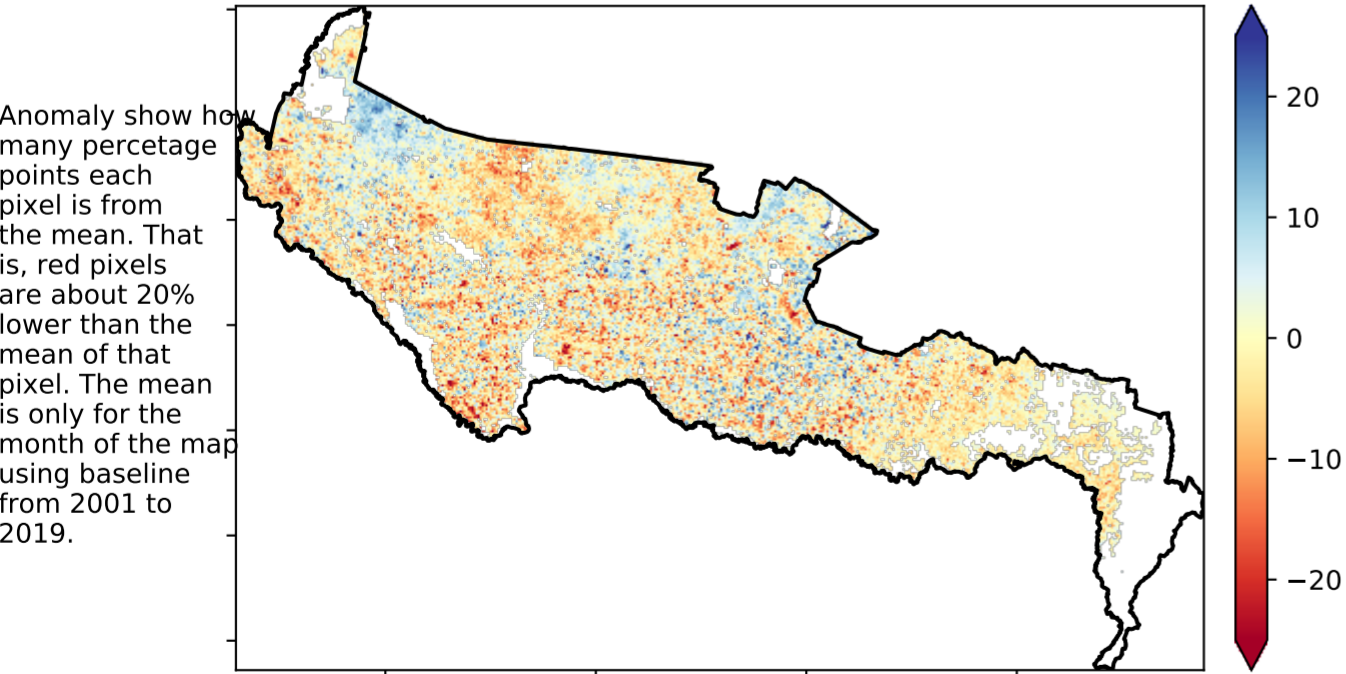 Anomaly show how
many percetage
points each
pixel is from
the mean. That
is, red pixels
are about 20%
lower than the
mean of that
pixel. The mean
is only for the
month of the map
using baseline
from 2001 to
2019.
20
10
0
−10
−20